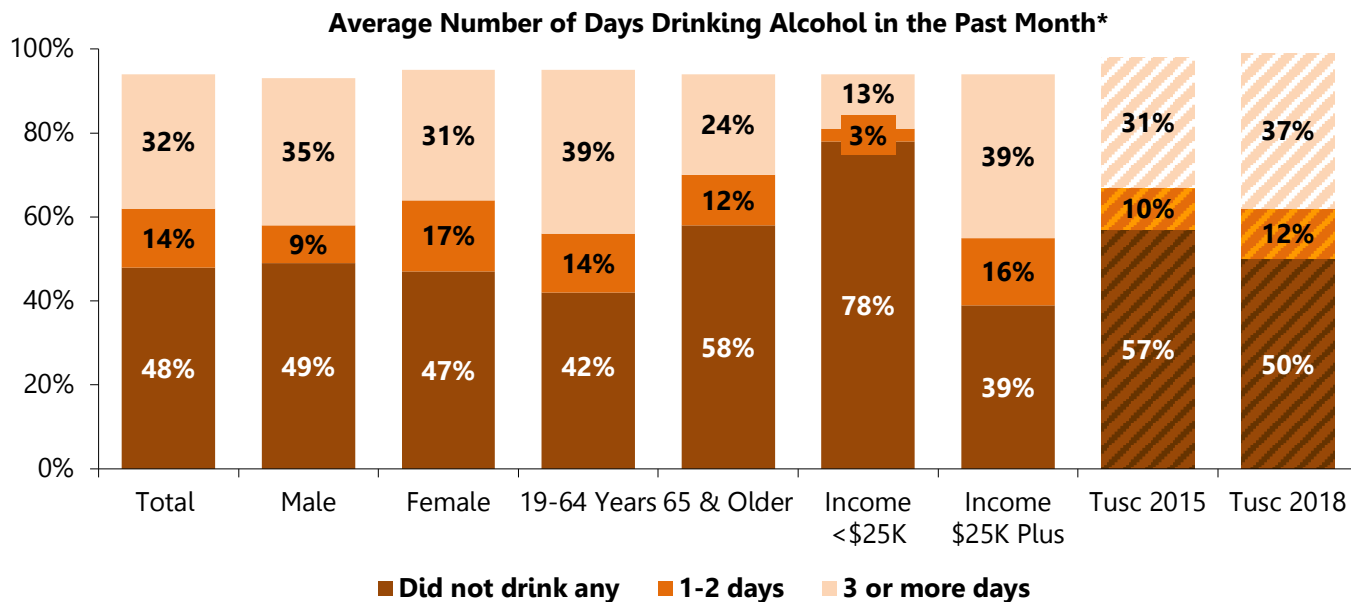 Average Number of Days Drinking Alcohol in the Past Month*
100%
80%
60%
40%
20%
0%
32%
14%
48%
35%
9%
49%
31%
17%
47%
39%
14%
42%
24%
12%
58%
13%
3%
78%
39%
16%
39%
31%
10%
57%
37%
12%
50%
Total
Male
Female
19-64 Years
65 & Older
Income
<$25K
Income
$25K Plus
Tusc 2015
Tusc 2018
Did not drink any
1-2 days
3 or more days